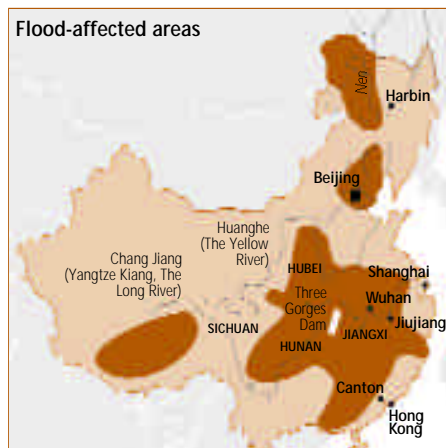 Flood-affected areas
Nen
Harbin
Beijing
Huanghe
(The Yellow
River)
Chang Jiang
(Yangtze Kiang, The
Long River)
HUBEI
Shanghai
Three
Gorges
Dam
Wuhan
Jiujiang
SICHUAN
HUNAN
JIANGXI
Canton
Hong
Kong